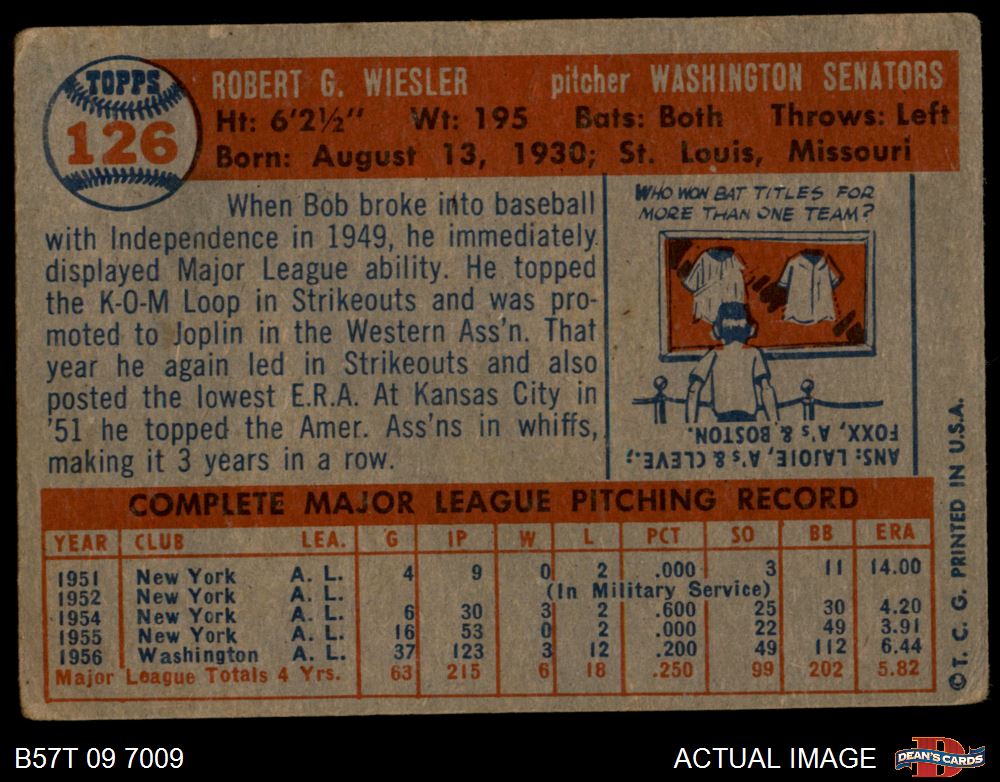 TOPPS
126
ROBERT G. WIESLER pitcher WASHINGTON SENATORS
Ht: 6'2½" Wt: 195 Bats: Both Throws: Left
Born: August 13, 1930; St. Louis, Missouri
When Bob broke into baseball
with Independence in 1949, he immediately
displayed Major League ability. He topped
the K-O-M Loop in Strikeouts and was pro-
moted to Joplin in the Western Ass'n. That
year he again led in Strikeouts and also
posted the lowest E.R.A. At Kansas City in
'51 he topped the Amer. Ass'ns in whiffs,
making it 3 years in a row.
WHO WON BAT TITLES FOR
MORE THAN ONE TEAM?
ANS: LAJOIE, A's & CLEVE.;
FOXX, A's & BOSTON.
COMPLETE MAJOR LEAGUE PITCHING RECORD
YEAR CLUB LEA. G IP W L PCT SO BB ERA
1951 New York A. L. 4 9 0 2 .000 3 11 14.00
1952 New York A. L. (In Military Service)
1954 New York A. L. 6 30 3 2 .600 25 30 4.20
1955 New York A. L. 16 53 0 2 .000 22 49 3.91
1956 Washington A. L. 37 123 3 12 .200 49 112 6.44
Major League Totals 4 Yrs. 63 215 6 18 .250 99 202 5.82
© T. C. G. PRINTED IN U.S.A.
B57T 09 7009
ACTUAL IMAGE
DEAN'S CARDS